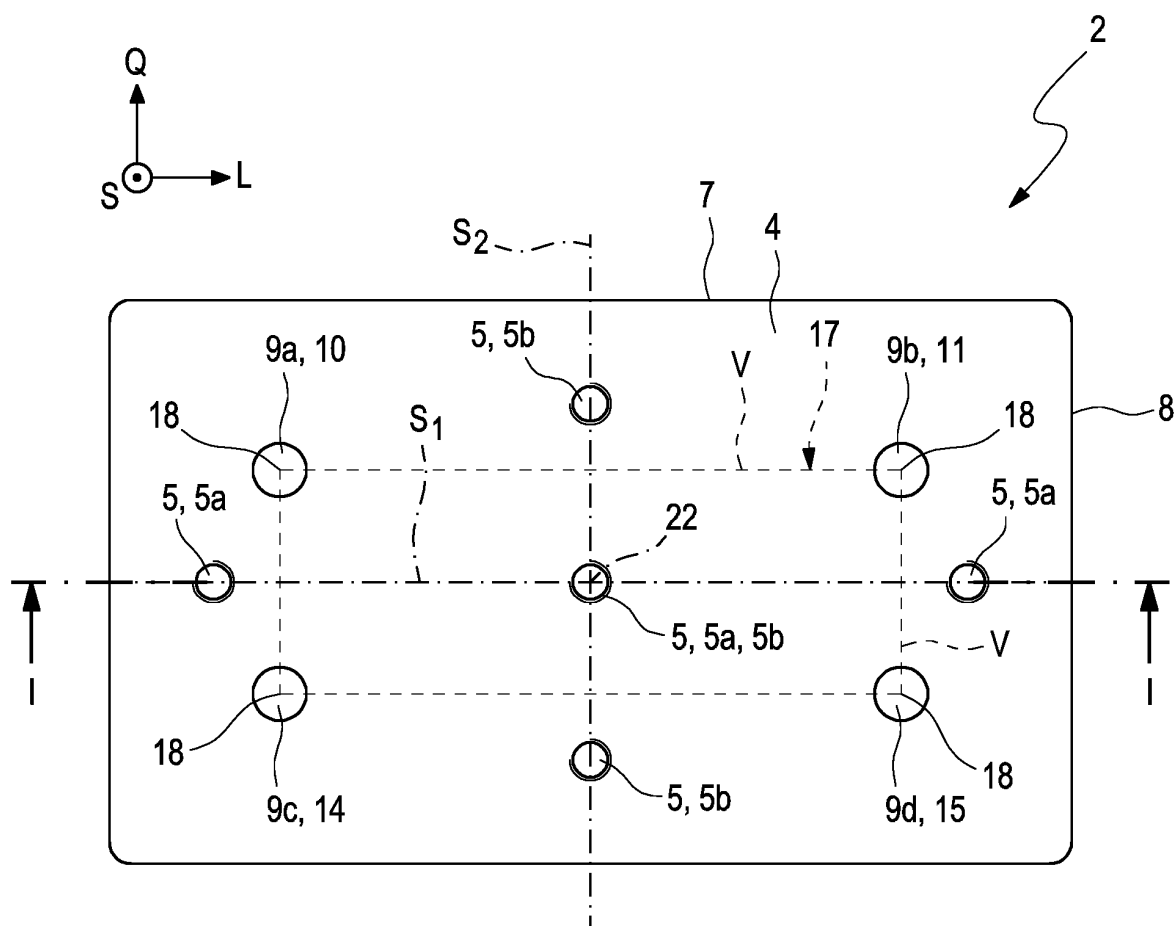 2
Q
S
L
7
4
S2
5, 5b
9a, 10
V
17
9b, 11
8
18
S1
18
5, 5a
22
5, 5a
5, 5a, 5b
V
I
I
18
18
9c, 14
5, 5b
9d, 15